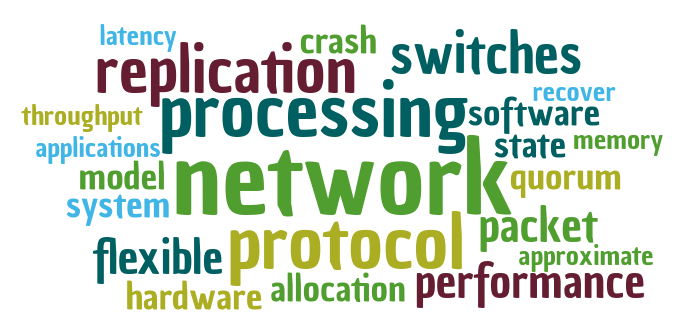 latency
crash
switches
replication
recover
processing
throughput
software
applications
state
memory
model
network
quorum
system
packet
protocol
flexible
approximate
performance
allocation
hardware